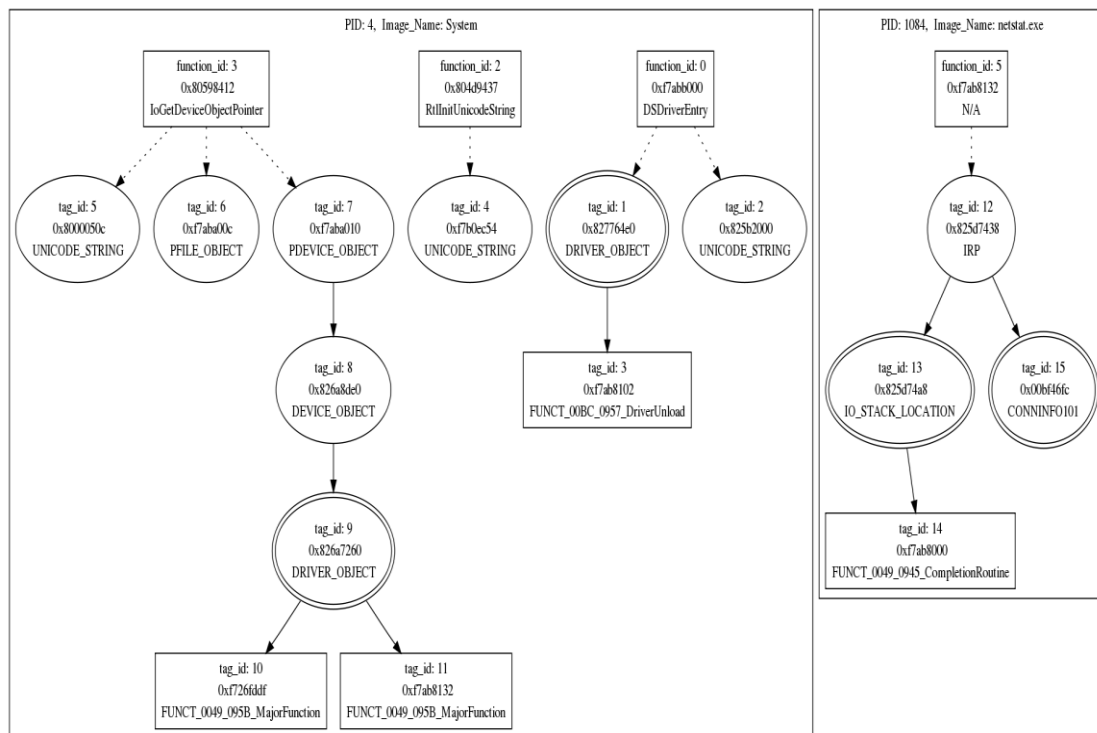 PID: 4, Image_Name: System
function_id: 3
0x80598412
IoGetDeviceObjectPointer
function_id: 2
0x804d9437
RtlInitUnicodeString
function_id: 0
0xf7abb000
DSDriverEntry
tag_id: 5
0x8000050c
UNICODE_STRING
tag_id: 6
0xf7aba00c
PFILE_OBJECT
tag_id: 7
0xf7aba010
PDEVICE_OBJECT
tag_id: 4
0xf7b0ec54
UNICODE_STRING
tag_id: 1
0x827764e0
DRIVER_OBJECT
tag_id: 2
0x825b2000
UNICODE_STRING
tag_id: 8
0x826a8de0
DEVICE_OBJECT
tag_id: 3
0xf7ab8102
FUNCT_00BC_0957_DriverUnload
tag_id: 9
0x826a7260
DRIVER_OBJECT
tag_id: 10
0xf726fddf
FUNCT_0049_095B_MajorFunction
tag_id: 11
0xf7ab8132
FUNCT_0049_095B_MajorFunction
PID: 1084, Image_Name: netstat.exe
function_id: 5
0xf7ab8132
N/A
tag_id: 12
0x825d7438
IRP
tag_id: 13
0x825d74a8
IO_STACK_LOCATION
tag_id: 15
0x00bf46fc
CONNINFO101
tag_id: 14
0xf7ab8000
FUNCT_0049_0945_CompletionRoutine